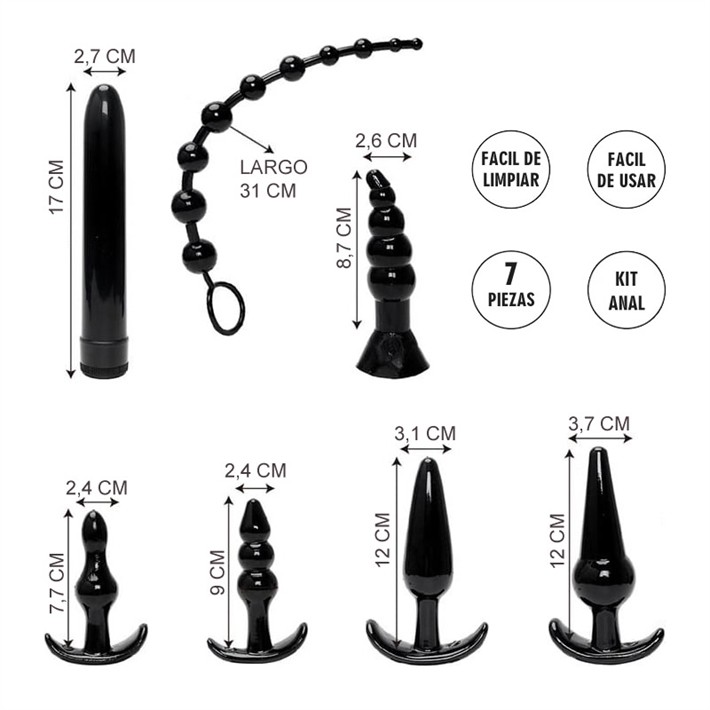 2,7 CM
17 CM
LARGO
31 CM
2,6 CM
8,7 CM
FACIL DE
LIMPIAR
FACIL
DE USAR
7
PIEZAS
KIT
ANAL
2,4 CM
7,7 CM
2,4 CM
9 CM
3,1 CM
12 CM
3,7 CM
12 CM